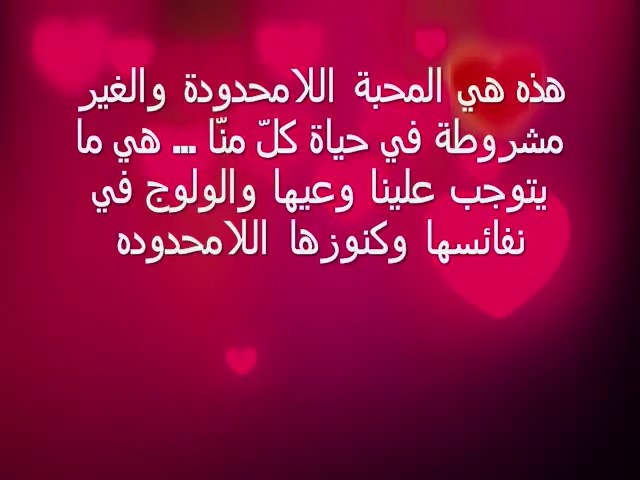 هذه هي المحبة اللامحدودة والغير
مشروطة في حياة كلّ منّا ... هي ما
يتوجب علينا وعيها والولوج في
نفائسها وكنوزها اللامحدوده